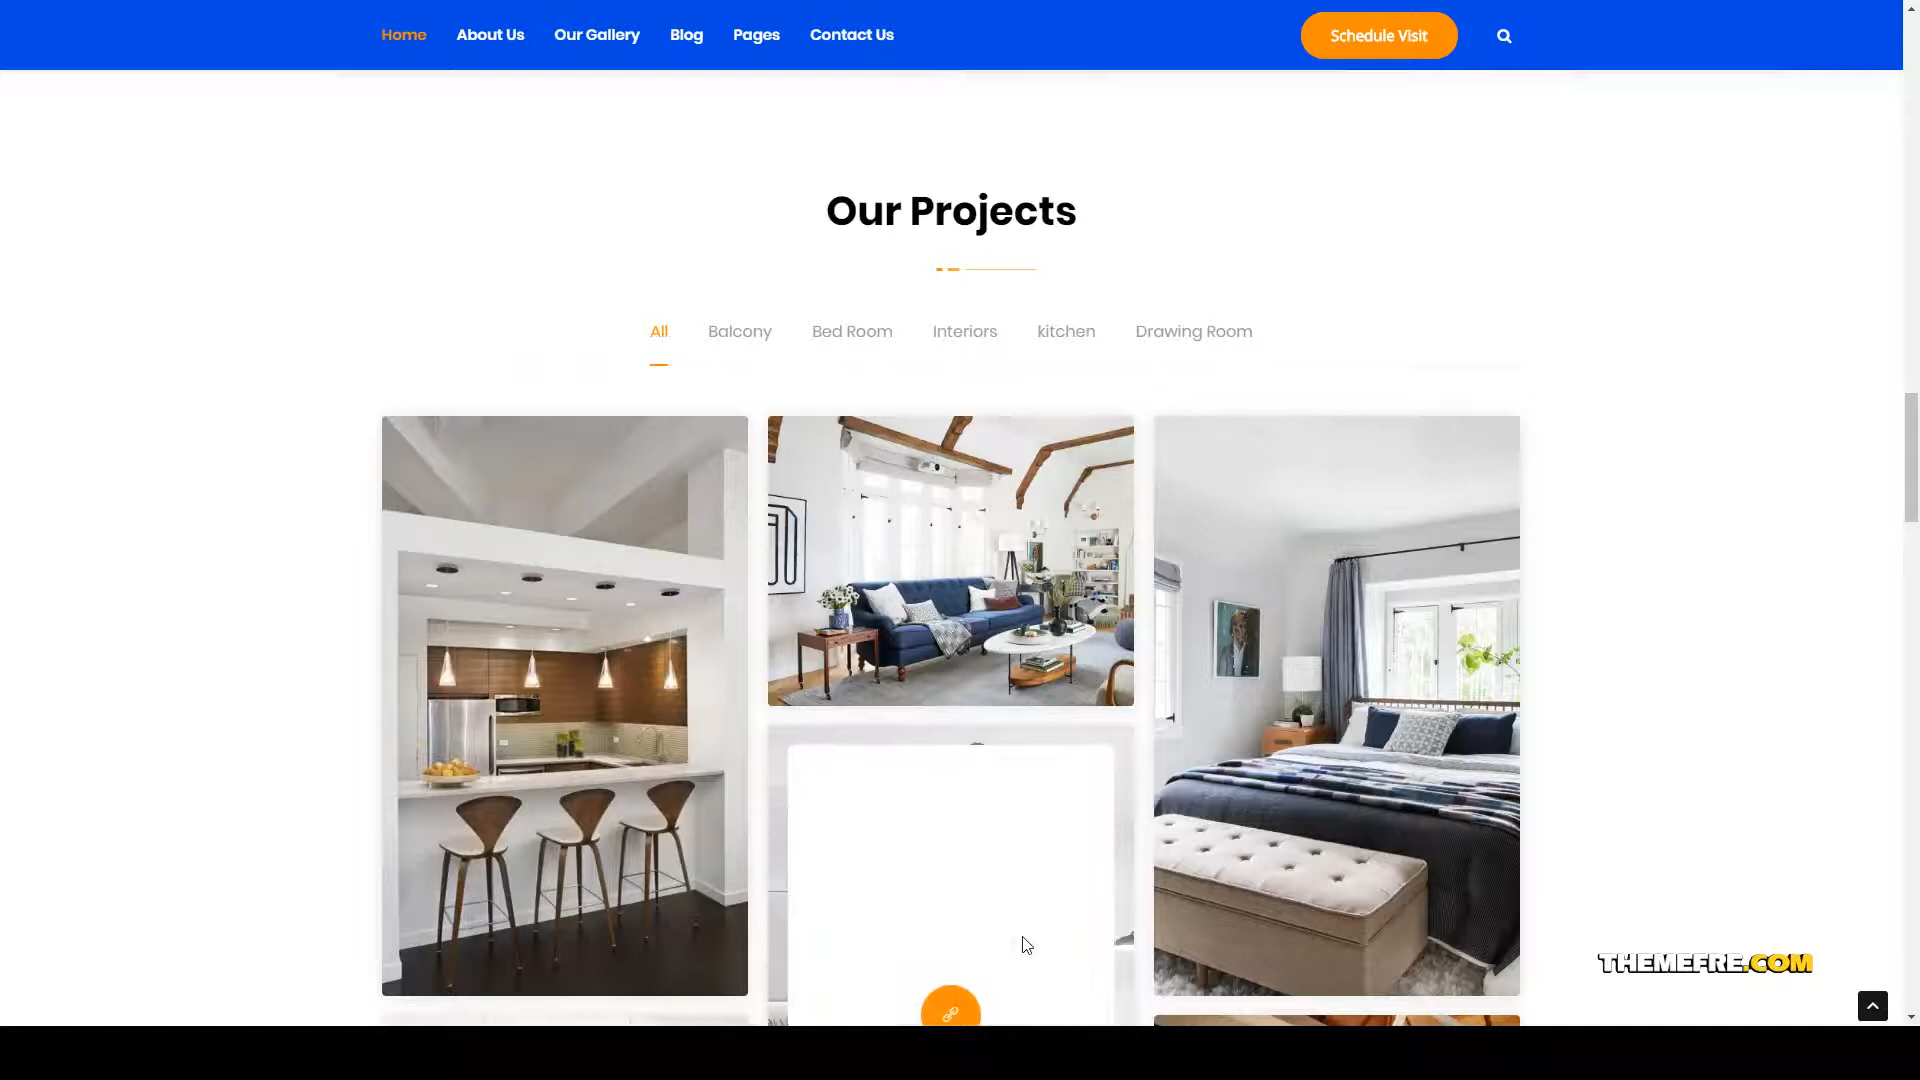 Home About Us Our Gallery Blog Pages Contact Us Schedule Visit
Our Projects
All Balcony Bed Room Interiors kitchen Drawing Room
THEMEFRE.COM